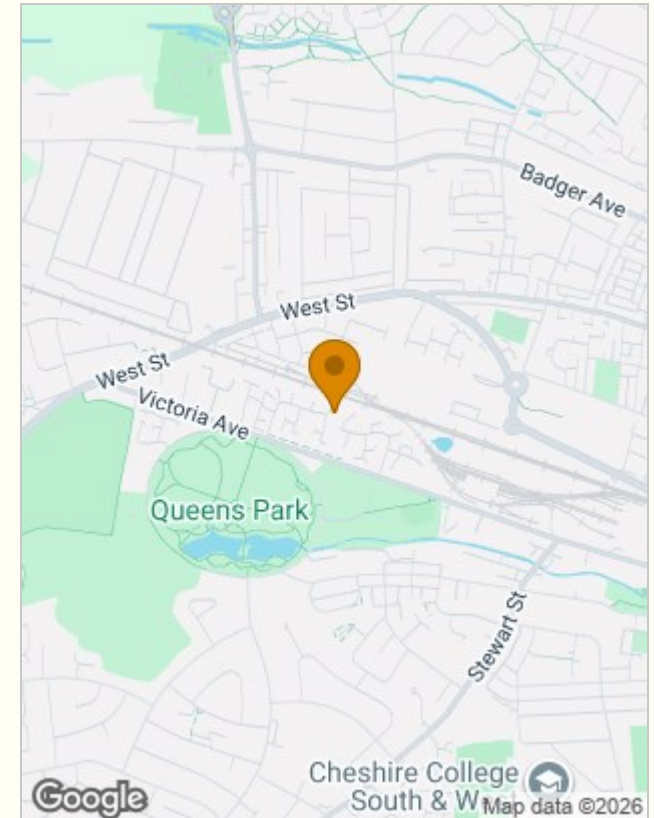 Badger Ave
West St
West St
Victoria Ave
Queens Park
Stewart St
Cheshire College
South & W
Google
Map data ©2026